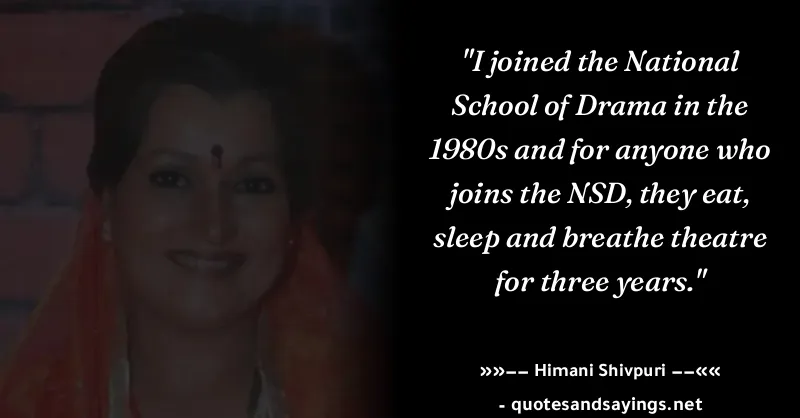 "I joined the National
School of Drama in the
1980s and for anyone who
joins the NSD, they eat,
sleep and breathe theatre
for three years."
»»−− Himani Shivpuri −−««
- quotesandsayings.net